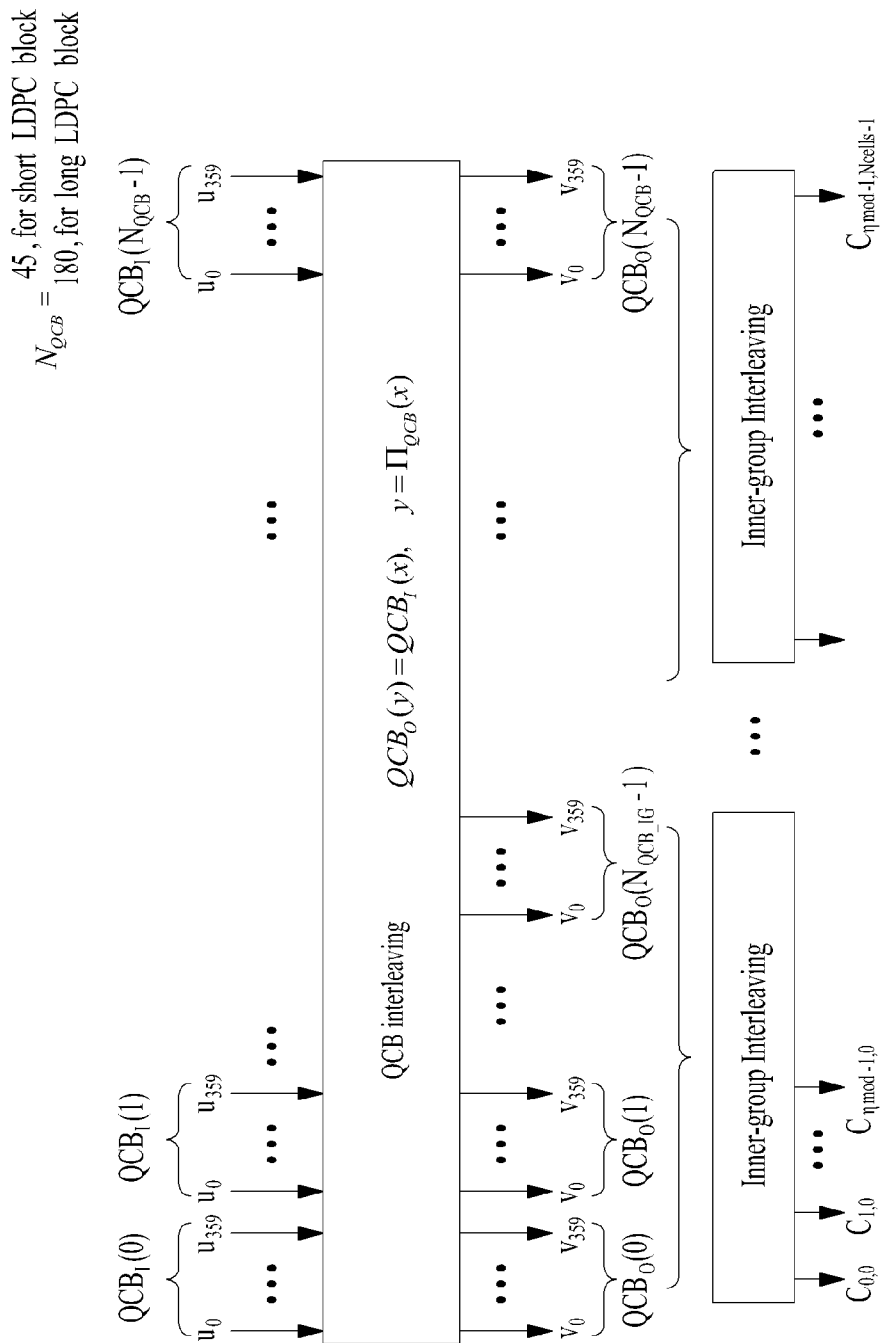 N_QCB = 45, for short LDPC block
180, for long LDPC block
QCB_I(0) QCB_I(1) QCB_I(N_QCB-1)
u_0 ••• u_359 u_0 ••• u_359 ••• ••• u_0 ••• u_359
QCB interleaving QCB_O(y) = QCB_I(x), y = Π_QCB(x)
v_0 ••• v_359 v_0 ••• v_359 ••• v_0 ••• v_359 ••• v_0 ••• v_359
QCB_O(0) QCB_O(1) QCB_O(N_QCB_IG-1) QCB_O(N_QCB-1)
Inner-group Interleaving ••• Inner-group Interleaving
C_0,0 C_1,0 ••• C_ηmod-1,0 ••• C_ηmod-1,Ncells-1